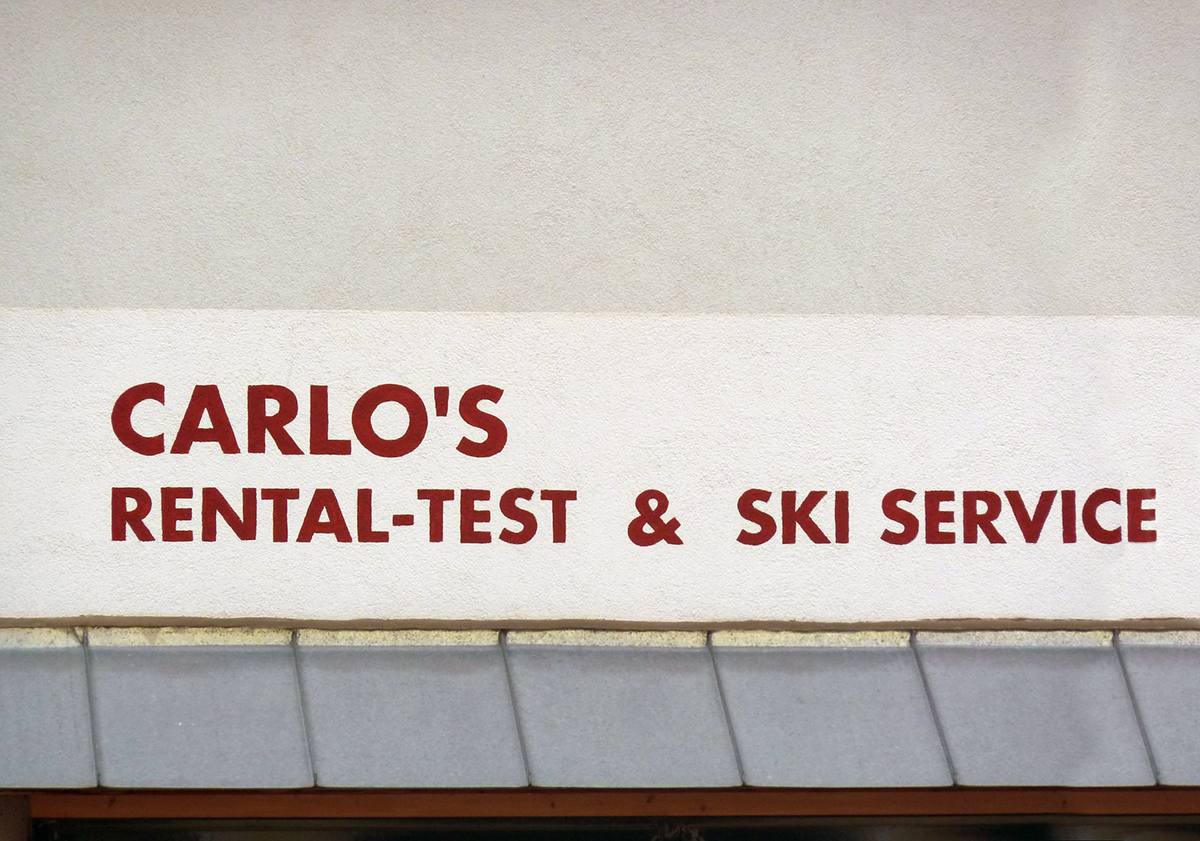 CARLO'S
RENTAL-TEST & SKI SERVICE